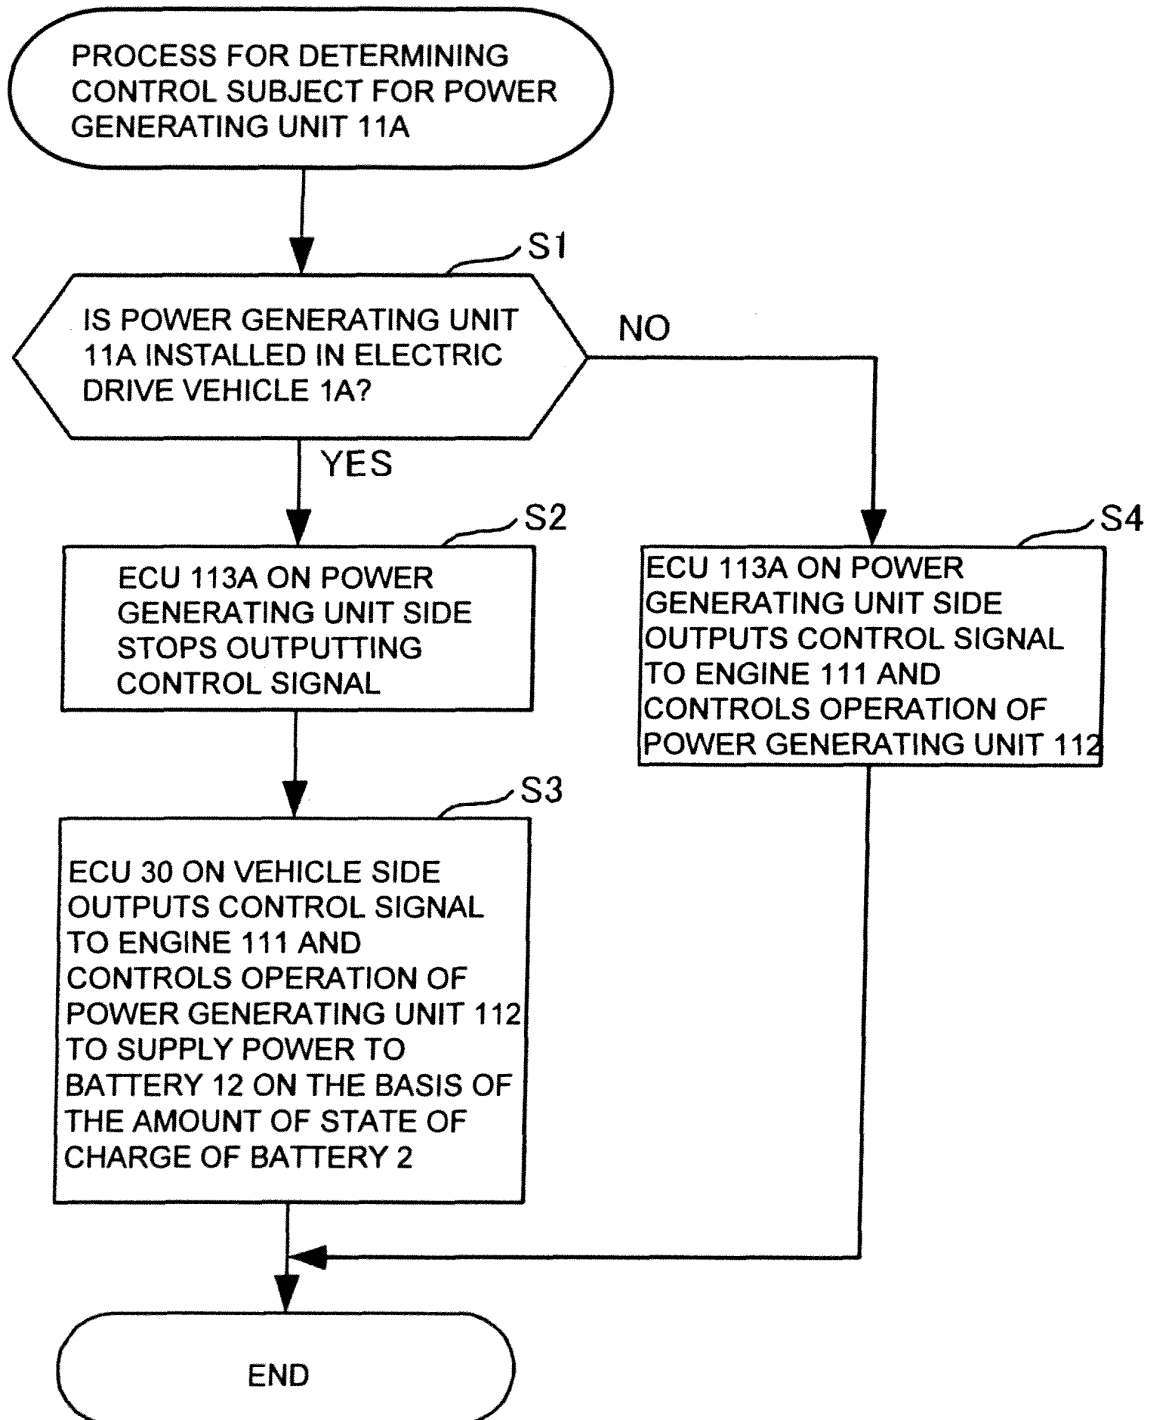 PROCESS FOR DETERMINING
CONTROL SUBJECT FOR POWER
GENERATING UNIT 11A
S1
IS POWER GENERATING UNIT
11A INSTALLED IN ELECTRIC
DRIVE VEHICLE 1A?
NO
YES
S2
ECU 113A ON POWER
GENERATING UNIT SIDE
STOPS OUTPUTTING
CONTROL SIGNAL
S4
ECU 113A ON POWER
GENERATING UNIT SIDE
OUTPUTS CONTROL SIGNAL
TO ENGINE 111 AND
CONTROLS OPERATION OF
POWER GENERATING UNIT 112
S3
ECU 30 ON VEHICLE SIDE
OUTPUTS CONTROL SIGNAL
TO ENGINE 111 AND
CONTROLS OPERATION OF
POWER GENERATING UNIT 112
TO SUPPLY POWER TO
BATTERY 12 ON THE BASIS OF
THE AMOUNT OF STATE OF
CHARGE OF BATTERY 2
END